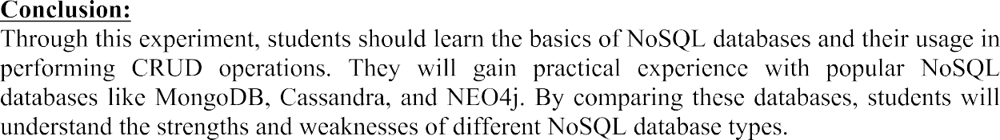 Conclusion:
Through this experiment, students should learn the basics of NoSQL databases and their usage in
performing CRUD operations. They will gain practical experience with popular NoSQL
databases like MongoDB, Cassandra, and NEO4j. By comparing these databases, students will
understand the strengths and weaknesses of different NoSQL database types.